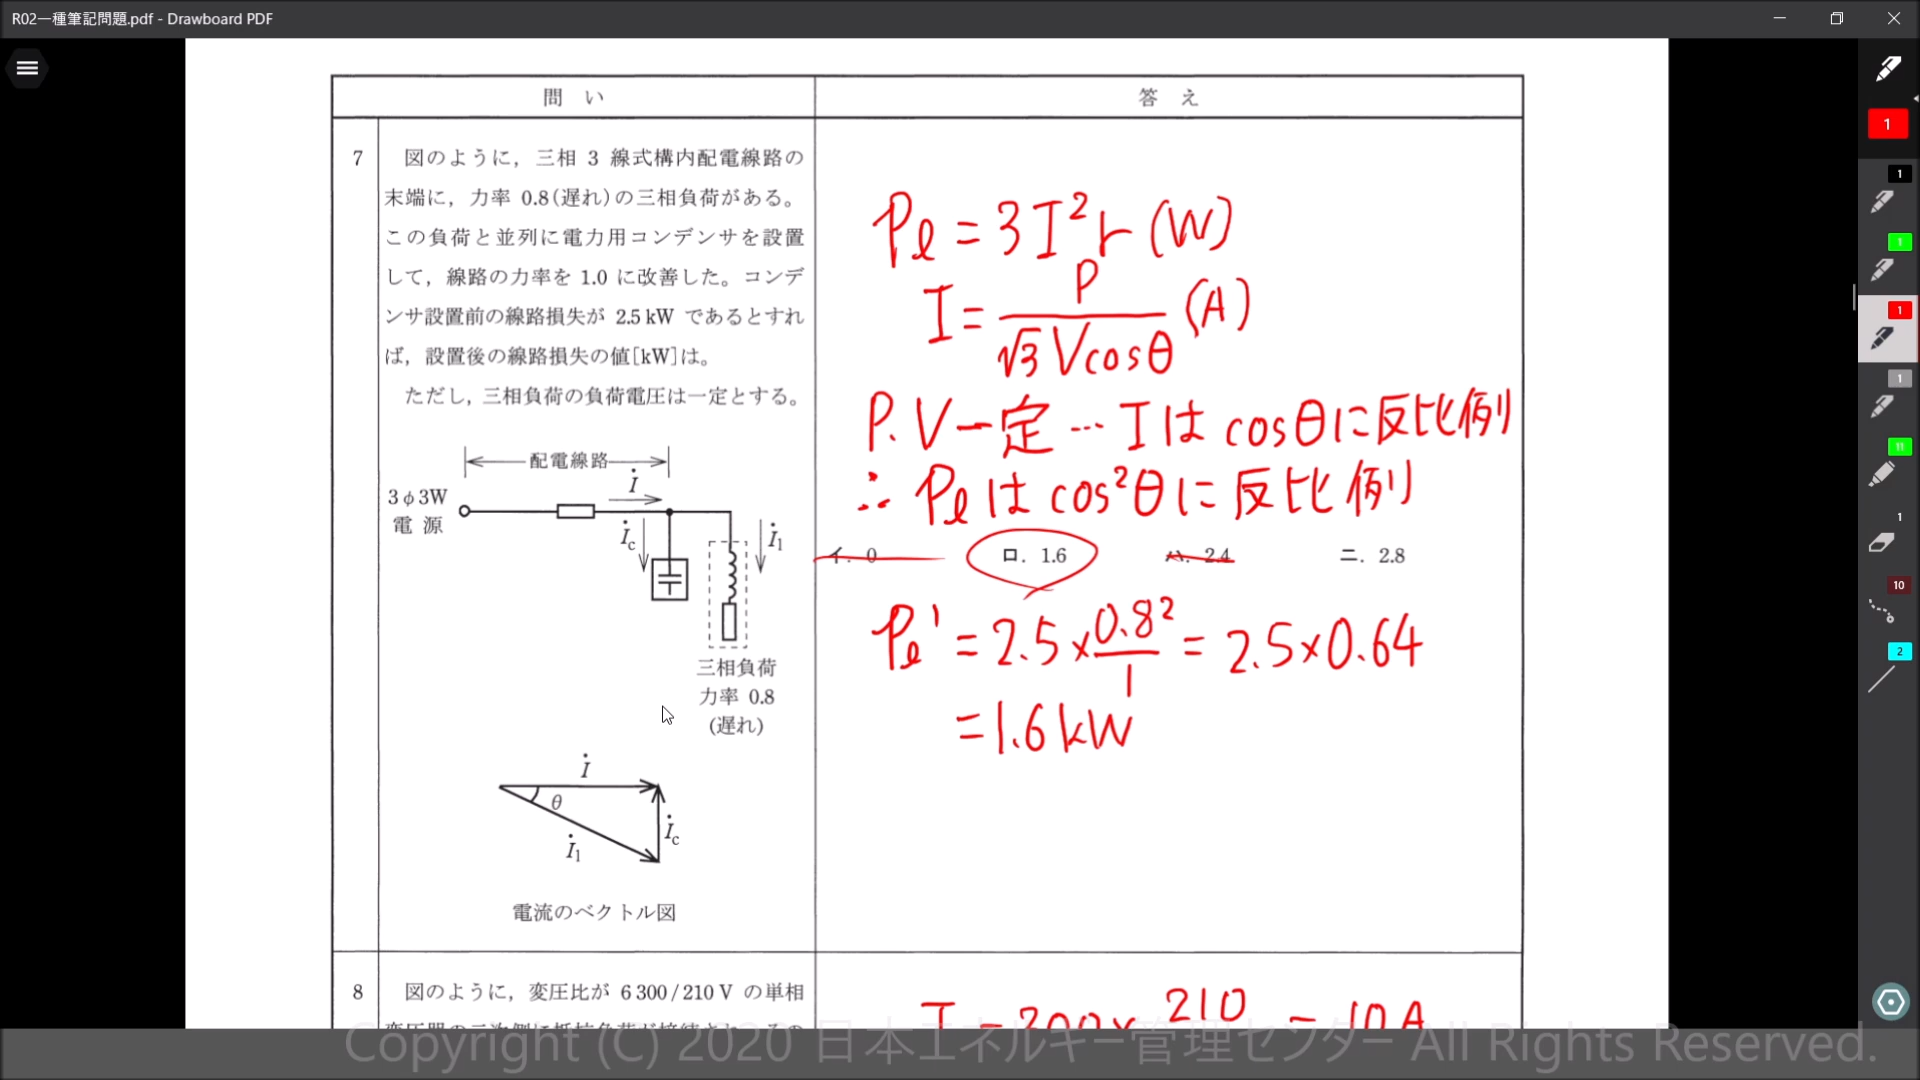 R02一種筆記問題.pdf - Drawboard PDF
問 い
答 え
7
図のように，三相 3 線式構内配電線路の
末端に，力率 0.8(遅れ)の三相負荷がある。
この負荷と並列に電力用コンデンサを設置
して，線路の力率を 1.0 に改善した。コンデ
ンサ設置前の線路損失が 2.5 kW であるとすれ
ば，設置後の線路損失の値[kW]は。
ただし，三相負荷の負荷電圧は一定とする。
配電線路
İ
3φ3W
電 源
İc
İl
三相負荷
力率 0.8
(遅れ)
İ
θ
İc
İl
電流のベクトル図
Pℓ = 3I²r (W)
I = P / √3 Vcosθ (A)
P.V一定 … Iは cosθに反比例
∴ Pℓは cos²θに反比例
イ. 0
ロ. 1.6
ハ. 2.4
ニ. 2.8
Pℓ' = 2.5 × 0.8² / 1 = 2.5×0.64
= 1.6 kW
8
図のように，変圧比が 6 300 / 210 V の単相
210
Copyright (C) 2020 日本エネルギー管理センター All Rights Reserved.
1
1
1
1
1
11
1
10
2